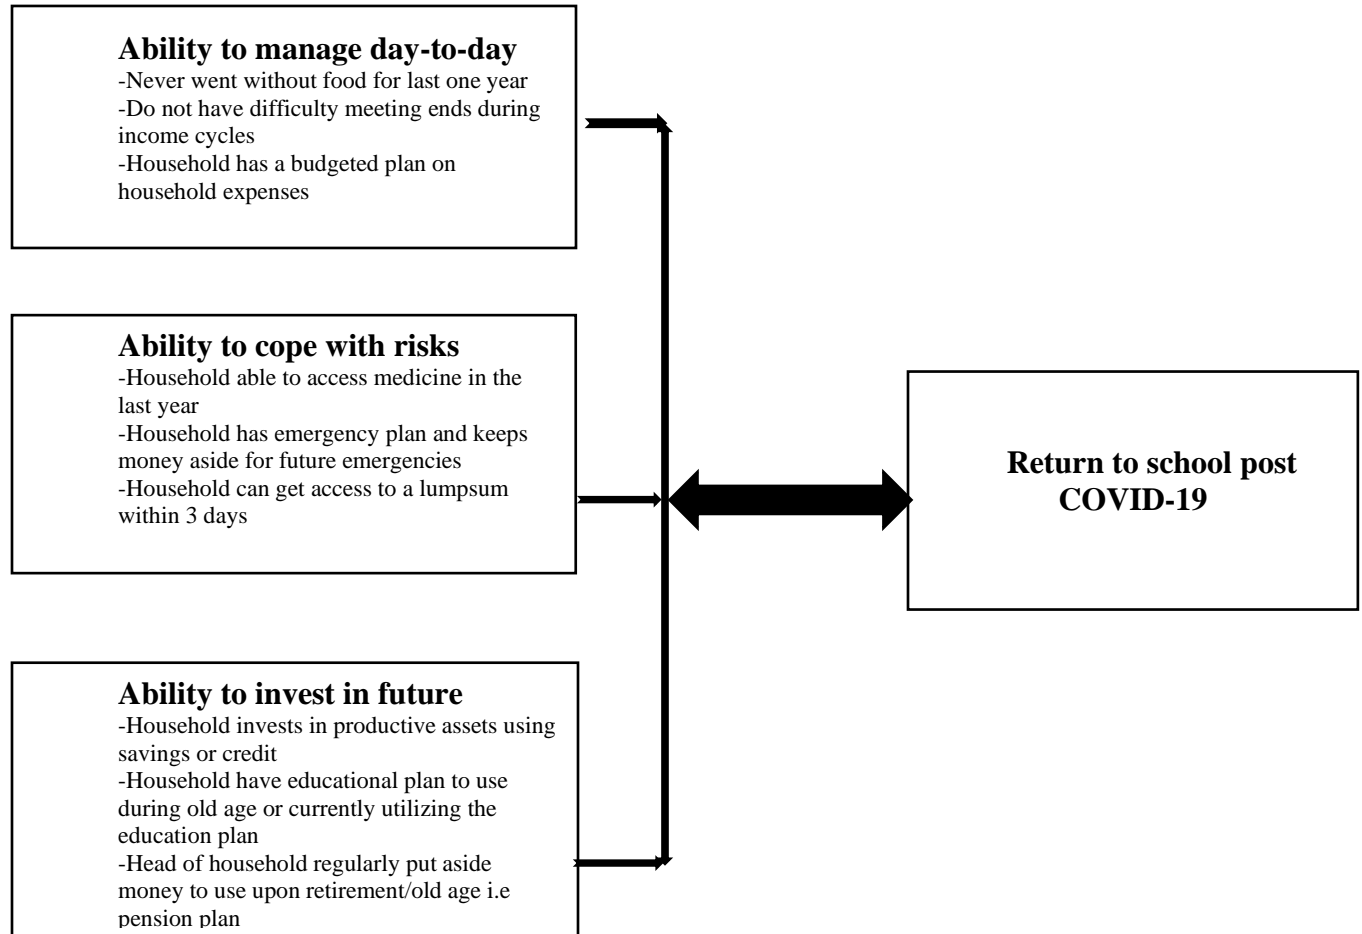 Ability to manage day-to-day
-Never went without food for last one year
-Do not have difficulty meeting ends during
income cycles
-Household has a budgeted plan on
household expenses
Ability to cope with risks
-Household able to access medicine in the
last year
-Household has emergency plan and keeps
money aside for future emergencies
-Household can get access to a lumpsum
within 3 days
Return to school post
COVID-19
Ability to invest in future
-Household invests in productive assets using
savings or credit
-Household have educational plan to use
during old age or currently utilizing the
education plan
-Head of household regularly put aside
money to use upon retirement/old age i.e
pension plan